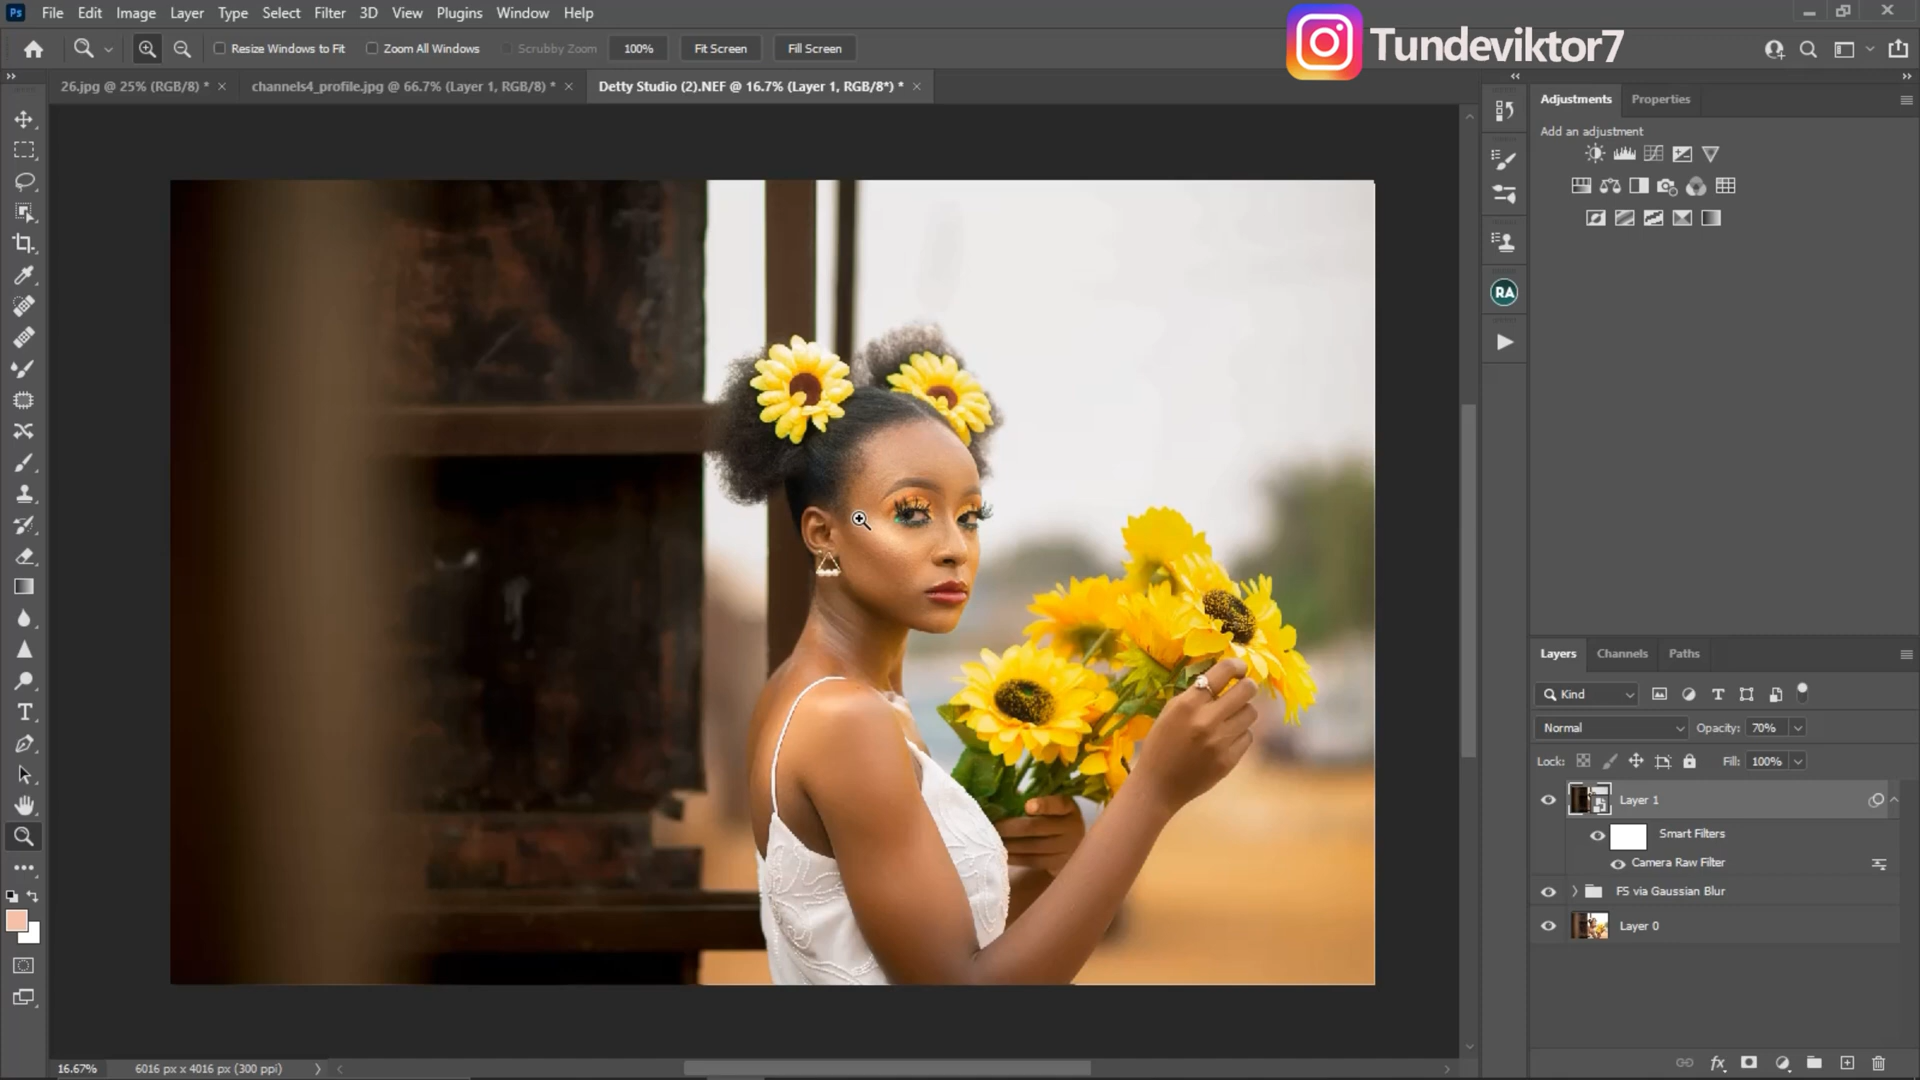 Ps File Edit Image Layer Type Select Filter 3D View Plugins Window Help
Resize Windows to Fit Zoom All Windows Scrubby Zoom 100% Fit Screen Fill Screen
Tundeviktor7
26.jpg @ 25% (RGB/8) * × channels4_profile.jpg @ 66.7% (Layer 1, RGB/8) * × Detty Studio (2).NEF @ 16.7% (Layer 1, RGB/8*) * ×
Adjustments Properties
Add an adjustment
RA
Layers Channels Paths
Kind
Normal Opacity: 70%
Lock: Fill: 100%
Layer 1
Smart Filters
Camera Raw Filter
FS via Gaussian Blur
Layer 0
fx
16.67% 6016 px x 4016 px (300 ppi)